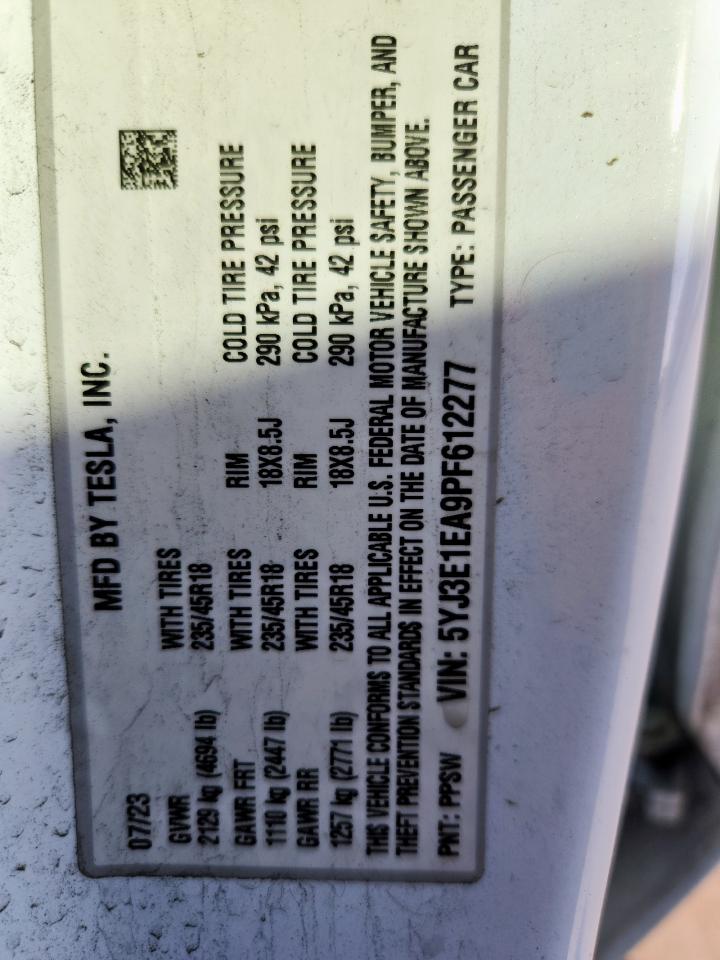 MFD BY TESLA, INC.
07/23
GVWR WITH TIRES
2129 kg (4694 lb) 235/45R18
GAWR FRT WITH TIRES RIM COLD TIRE PRESSURE
1110 kg (2447 lb) 235/45R18 18X8.5J 290 kPa, 42 psi
GAWR RR WITH TIRES RIM COLD TIRE PRESSURE
1257 kg (2771 lb) 235/45R18 18X8.5J 290 kPa, 42 psi
THIS VEHICLE CONFORMS TO ALL APPLICABLE U.S. FEDERAL MOTOR VEHICLE SAFETY, BUMPER, AND
THEFT PREVENTION STANDARDS IN EFFECT ON THE DATE OF MANUFACTURE SHOWN ABOVE.
PNT: PPSW VIN: 5YJ3E1EA9PF612277 TYPE: PASSENGER CAR